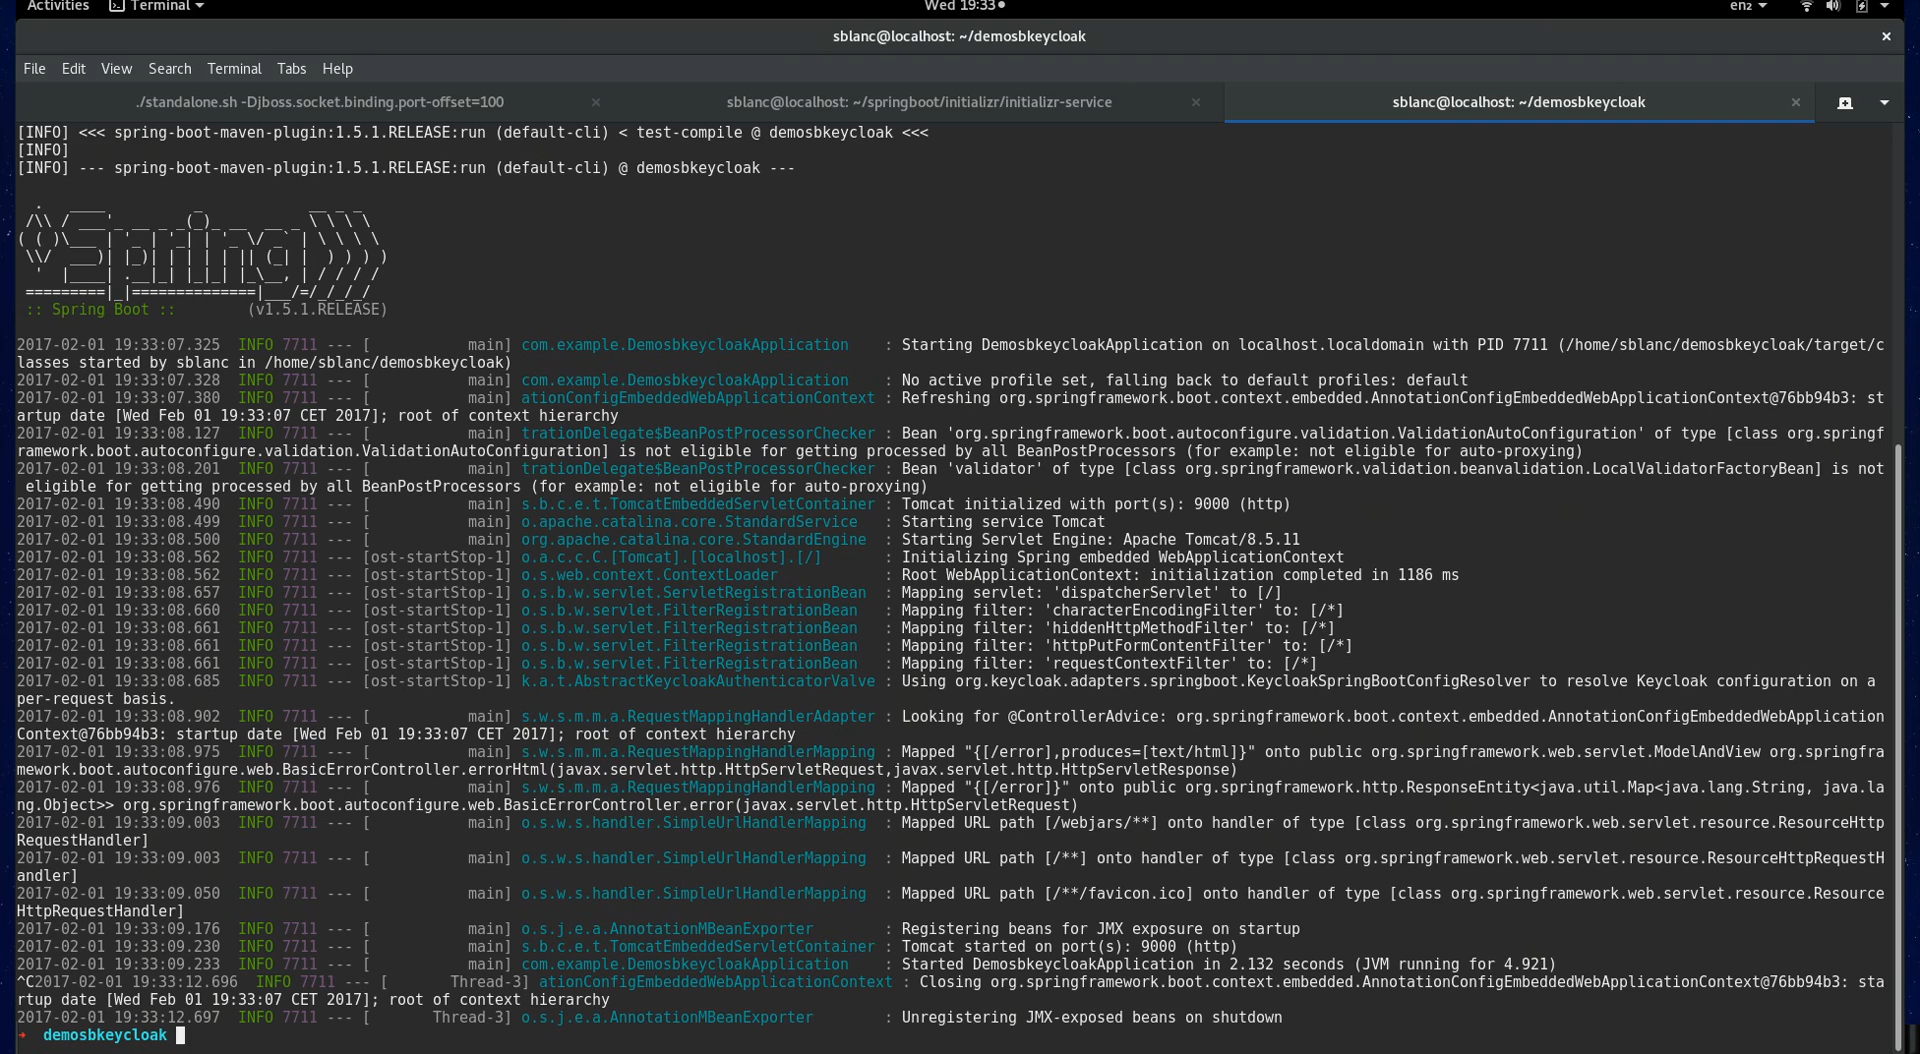 Activities Terminal Wed 19:33 en₂
sblanc@localhost: ~/demosbkeycloak
File Edit View Search Terminal Tabs Help
./standalone.sh -Djboss.socket.binding.port-offset=100 × sblanc@localhost: ~/springboot/initializr/initializr-service × sblanc@localhost: ~/demosbkeycloak ×
[INFO] <<< spring-boot-maven-plugin:1.5.1.RELEASE:run (default-cli) < test-compile @ demosbkeycloak <<<
[INFO]
[INFO] --- spring-boot-maven-plugin:1.5.1.RELEASE:run (default-cli) @ demosbkeycloak ---
  .   ____          _            __ _ _
 /\\ / ___'_ __ _ _(_)_ __  __ _ \ \ \ \
( ( )\___ | '_ | '_| | '_ \/ _` | \ \ \ \
 \\/  ___)| |_)| | | | | || (_| |  ) ) ) )
  '  |____| .__|_| |_|_| |_\__, | / / / /
 =========|_|==============|___/=/_/_/_/
 :: Spring Boot ::        (v1.5.1.RELEASE)
2017-02-01 19:33:07.325  INFO 7711 --- [           main] com.example.DemosbkeycloakApplication    : Starting DemosbkeycloakApplication on localhost.localdomain with PID 7711 (/home/sblanc/demosbkeycloak/target/c
lasses started by sblanc in /home/sblanc/demosbkeycloak)
2017-02-01 19:33:07.328  INFO 7711 --- [           main] com.example.DemosbkeycloakApplication    : No active profile set, falling back to default profiles: default
2017-02-01 19:33:07.380  INFO 7711 --- [           main] ationConfigEmbeddedWebApplicationContext : Refreshing org.springframework.boot.context.embedded.AnnotationConfigEmbeddedWebApplicationContext@76bb94b3: st
artup date [Wed Feb 01 19:33:07 CET 2017]; root of context hierarchy
2017-02-01 19:33:08.127  INFO 7711 --- [           main] trationDelegate$BeanPostProcessorChecker : Bean 'org.springframework.boot.autoconfigure.validation.ValidationAutoConfiguration' of type [class org.springf
ramework.boot.autoconfigure.validation.ValidationAutoConfiguration] is not eligible for getting processed by all BeanPostProcessors (for example: not eligible for auto-proxying)
2017-02-01 19:33:08.201  INFO 7711 --- [           main] trationDelegate$BeanPostProcessorChecker : Bean 'validator' of type [class org.springframework.validation.beanvalidation.LocalValidatorFactoryBean] is not
 eligible for getting processed by all BeanPostProcessors (for example: not eligible for auto-proxying)
2017-02-01 19:33:08.490  INFO 7711 --- [           main] s.b.c.e.t.TomcatEmbeddedServletContainer : Tomcat initialized with port(s): 9000 (http)
2017-02-01 19:33:08.499  INFO 7711 --- [           main] o.apache.catalina.core.StandardService   : Starting service Tomcat
2017-02-01 19:33:08.500  INFO 7711 --- [           main] org.apache.catalina.core.StandardEngine  : Starting Servlet Engine: Apache Tomcat/8.5.11
2017-02-01 19:33:08.562  INFO 7711 --- [ost-startStop-1] o.a.c.c.C.[Tomcat].[localhost].[/]       : Initializing Spring embedded WebApplicationContext
2017-02-01 19:33:08.562  INFO 7711 --- [ost-startStop-1] o.s.web.context.ContextLoader            : Root WebApplicationContext: initialization completed in 1186 ms
2017-02-01 19:33:08.657  INFO 7711 --- [ost-startStop-1] o.s.b.w.servlet.ServletRegistrationBean  : Mapping servlet: 'dispatcherServlet' to [/]
2017-02-01 19:33:08.660  INFO 7711 --- [ost-startStop-1] o.s.b.w.servlet.FilterRegistrationBean   : Mapping filter: 'characterEncodingFilter' to: [/*]
2017-02-01 19:33:08.661  INFO 7711 --- [ost-startStop-1] o.s.b.w.servlet.FilterRegistrationBean   : Mapping filter: 'hiddenHttpMethodFilter' to: [/*]
2017-02-01 19:33:08.661  INFO 7711 --- [ost-startStop-1] o.s.b.w.servlet.FilterRegistrationBean   : Mapping filter: 'httpPutFormContentFilter' to: [/*]
2017-02-01 19:33:08.661  INFO 7711 --- [ost-startStop-1] o.s.b.w.servlet.FilterRegistrationBean   : Mapping filter: 'requestContextFilter' to: [/*]
2017-02-01 19:33:08.685  INFO 7711 --- [ost-startStop-1] k.a.t.AbstractKeycloakAuthenticatorValve : Using org.keycloak.adapters.springboot.KeycloakSpringBootConfigResolver to resolve Keycloak configuration on a
per-request basis.
2017-02-01 19:33:08.902  INFO 7711 --- [           main] s.w.s.m.m.a.RequestMappingHandlerAdapter : Looking for @ControllerAdvice: org.springframework.boot.context.embedded.AnnotationConfigEmbeddedWebApplication
Context@76bb94b3: startup date [Wed Feb 01 19:33:07 CET 2017]; root of context hierarchy
2017-02-01 19:33:08.975  INFO 7711 --- [           main] s.w.s.m.m.a.RequestMappingHandlerMapping : Mapped "{[/error],produces=[text/html]}" onto public org.springframework.web.servlet.ModelAndView org.springfra
mework.boot.autoconfigure.web.BasicErrorController.errorHtml(javax.servlet.http.HttpServletRequest,javax.servlet.http.HttpServletResponse)
2017-02-01 19:33:08.976  INFO 7711 --- [           main] s.w.s.m.m.a.RequestMappingHandlerMapping : Mapped "{[/error]}" onto public org.springframework.http.ResponseEntity<java.util.Map<java.lang.String, java.la
ng.Object>> org.springframework.boot.autoconfigure.web.BasicErrorController.error(javax.servlet.http.HttpServletRequest)
2017-02-01 19:33:09.003  INFO 7711 --- [           main] o.s.w.s.handler.SimpleUrlHandlerMapping  : Mapped URL path [/webjars/**] onto handler of type [class org.springframework.web.servlet.resource.ResourceHttp
RequestHandler]
2017-02-01 19:33:09.003  INFO 7711 --- [           main] o.s.w.s.handler.SimpleUrlHandlerMapping  : Mapped URL path [/**] onto handler of type [class org.springframework.web.servlet.resource.ResourceHttpRequestH
andler]
2017-02-01 19:33:09.050  INFO 7711 --- [           main] o.s.w.s.handler.SimpleUrlHandlerMapping  : Mapped URL path [/**/favicon.ico] onto handler of type [class org.springframework.web.servlet.resource.Resource
HttpRequestHandler]
2017-02-01 19:33:09.176  INFO 7711 --- [           main] o.s.j.e.a.AnnotationMBeanExporter        : Registering beans for JMX exposure on startup
2017-02-01 19:33:09.230  INFO 7711 --- [           main] s.b.c.e.t.TomcatEmbeddedServletContainer : Tomcat started on port(s): 9000 (http)
2017-02-01 19:33:09.233  INFO 7711 --- [           main] com.example.DemosbkeycloakApplication    : Started DemosbkeycloakApplication in 2.132 seconds (JVM running for 4.921)
^C2017-02-01 19:33:12.696  INFO 7711 --- [       Thread-3] ationConfigEmbeddedWebApplicationContext : Closing org.springframework.boot.context.embedded.AnnotationConfigEmbeddedWebApplicationContext@76bb94b3: sta
rtup date [Wed Feb 01 19:33:07 CET 2017]; root of context hierarchy
2017-02-01 19:33:12.697  INFO 7711 --- [       Thread-3] o.s.j.e.a.AnnotationMBeanExporter        : Unregistering JMX-exposed beans on shutdown
➜  demosbkeycloak